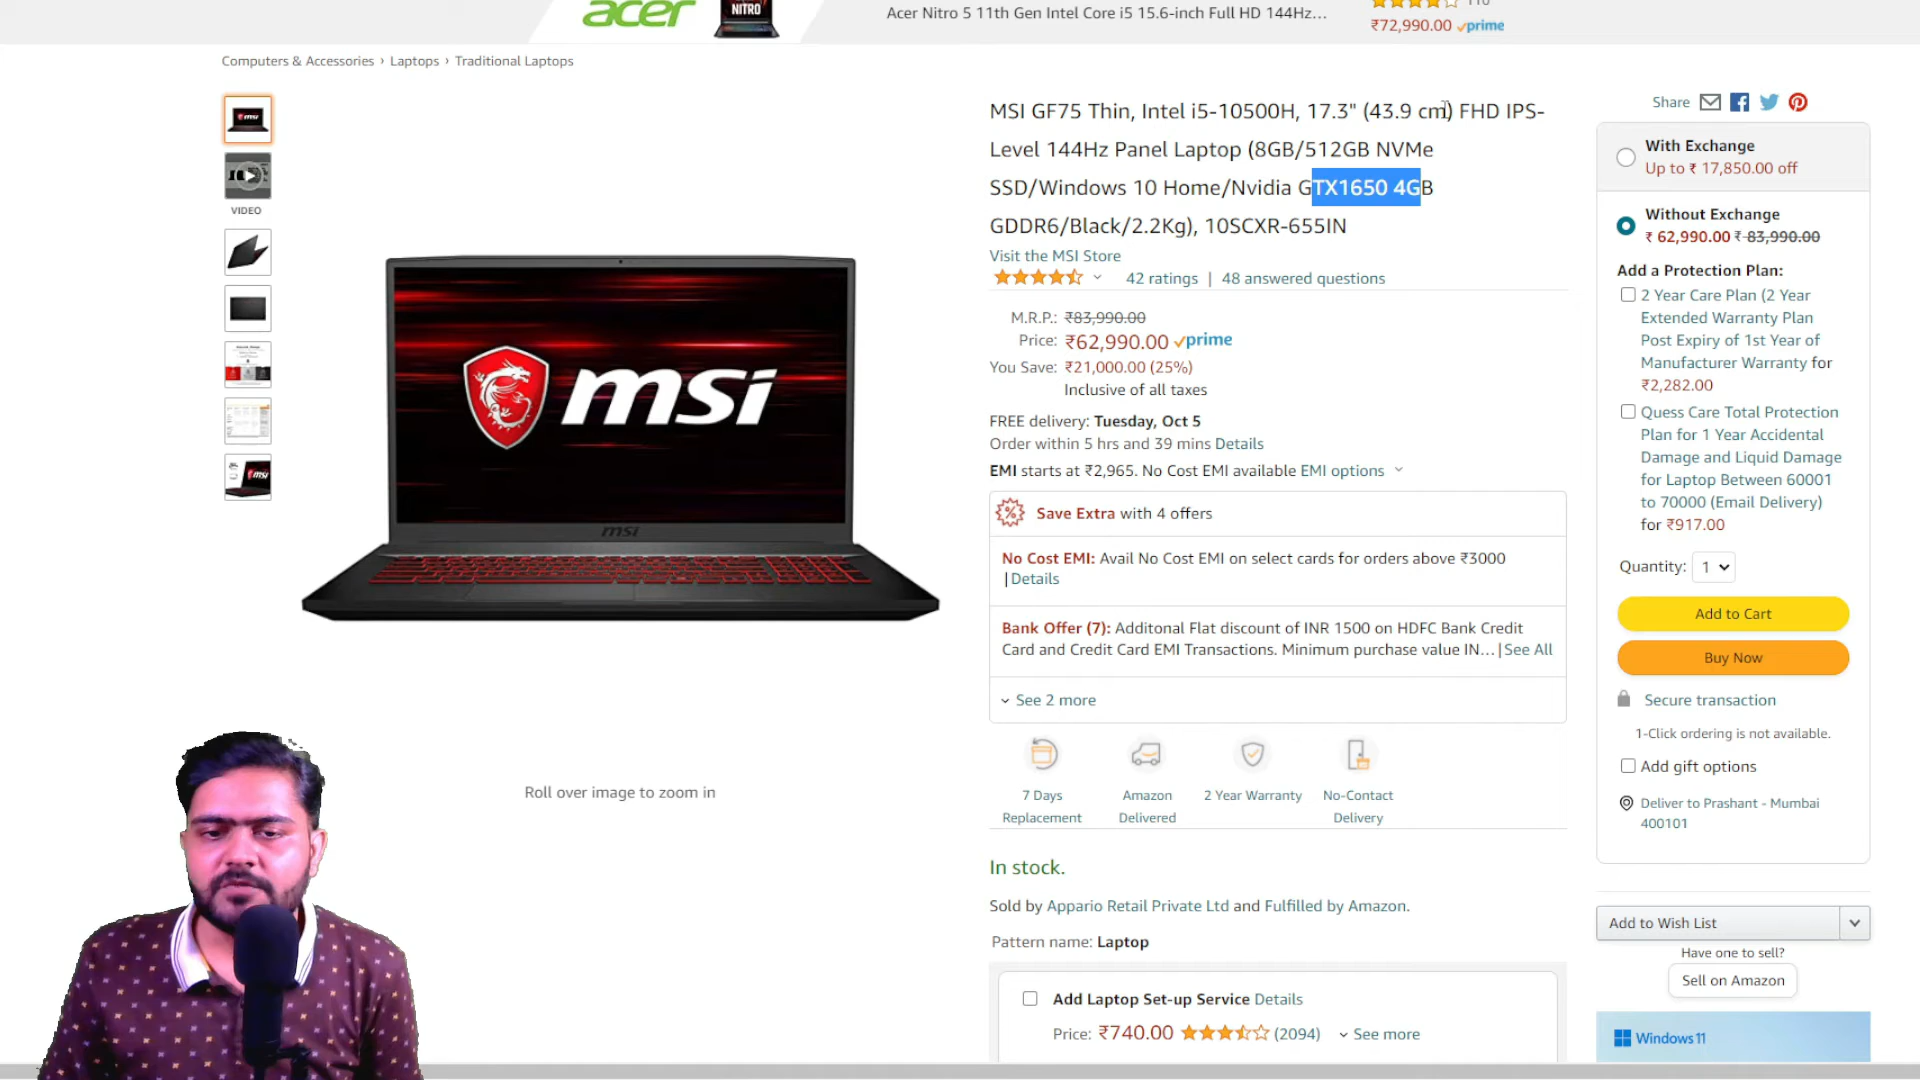 acer
NITRO
Acer Nitro 5 11th Gen Intel Core i5 15.6-inch Full HD 144Hz...
₹72,990.00 prime
Computers & Accessories › Laptops › Traditional Laptops
VIDEO
msi
msi
Roll over image to zoom in
MSI GF75 Thin, Intel i5-10500H, 17.3" (43.9 cm) FHD IPS-
Level 144Hz Panel Laptop (8GB/512GB NVMe
SSD/Windows 10 Home/Nvidia GTX1650 4GB
GDDR6/Black/2.2Kg), 10SCXR-655IN
Visit the MSI Store
42 ratings | 48 answered questions
M.R.P.: ₹83,990.00
Price: ₹62,990.00 prime
You Save: ₹21,000.00 (25%)
Inclusive of all taxes
FREE delivery: Tuesday, Oct 5
Order within 5 hrs and 39 mins Details
EMI starts at ₹2,965. No Cost EMI available EMI options
Save Extra with 4 offers
No Cost EMI: Avail No Cost EMI on select cards for orders above ₹3000
| Details
Bank Offer (7): Additonal Flat discount of INR 1500 on HDFC Bank Credit
Card and Credit Card EMI Transactions. Minimum purchase value IN... | See All
See 2 more
7 Days
Replacement
Amazon
Delivered
2 Year Warranty
No-Contact
Delivery
In stock.
Sold by Appario Retail Private Ltd and Fulfilled by Amazon.
Pattern name: Laptop
Add Laptop Set-up Service Details
Price: ₹740.00 (2094) See more
Share
With Exchange
Up to ₹ 17,850.00 off
Without Exchange
₹ 62,990.00 ₹ 83,990.00
Add a Protection Plan:
2 Year Care Plan (2 Year
Extended Warranty Plan
Post Expiry of 1st Year of
Manufacturer Warranty for
₹2,282.00
Quess Care Total Protection
Plan for 1 Year Accidental
Damage and Liquid Damage
for Laptop Between 60001
to 70000 (Email Delivery)
for ₹917.00
Quantity: 1
Add to Cart
Buy Now
Secure transaction
1-Click ordering is not available.
Add gift options
Deliver to Prashant - Mumbai
400101
Add to Wish List
Have one to sell?
Sell on Amazon
Windows 11